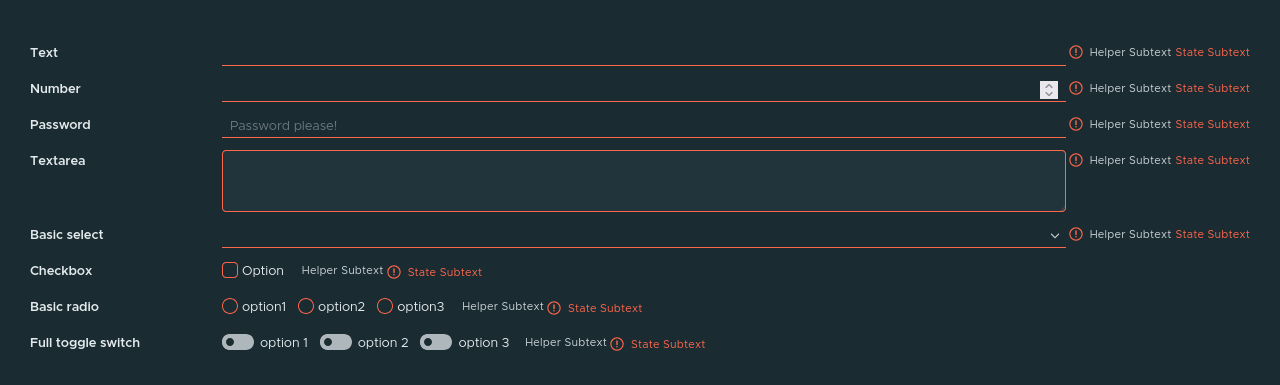 Text Helper Subtext State Subtext
Number Helper Subtext State Subtext
Password Password please! Helper Subtext State Subtext
Textarea Helper Subtext State Subtext
Basic select Helper Subtext State Subtext
Checkbox Option Helper Subtext State Subtext
Basic radio option1 option2 option3 Helper Subtext State Subtext
Full toggle switch option 1 option 2 option 3 Helper Subtext State Subtext